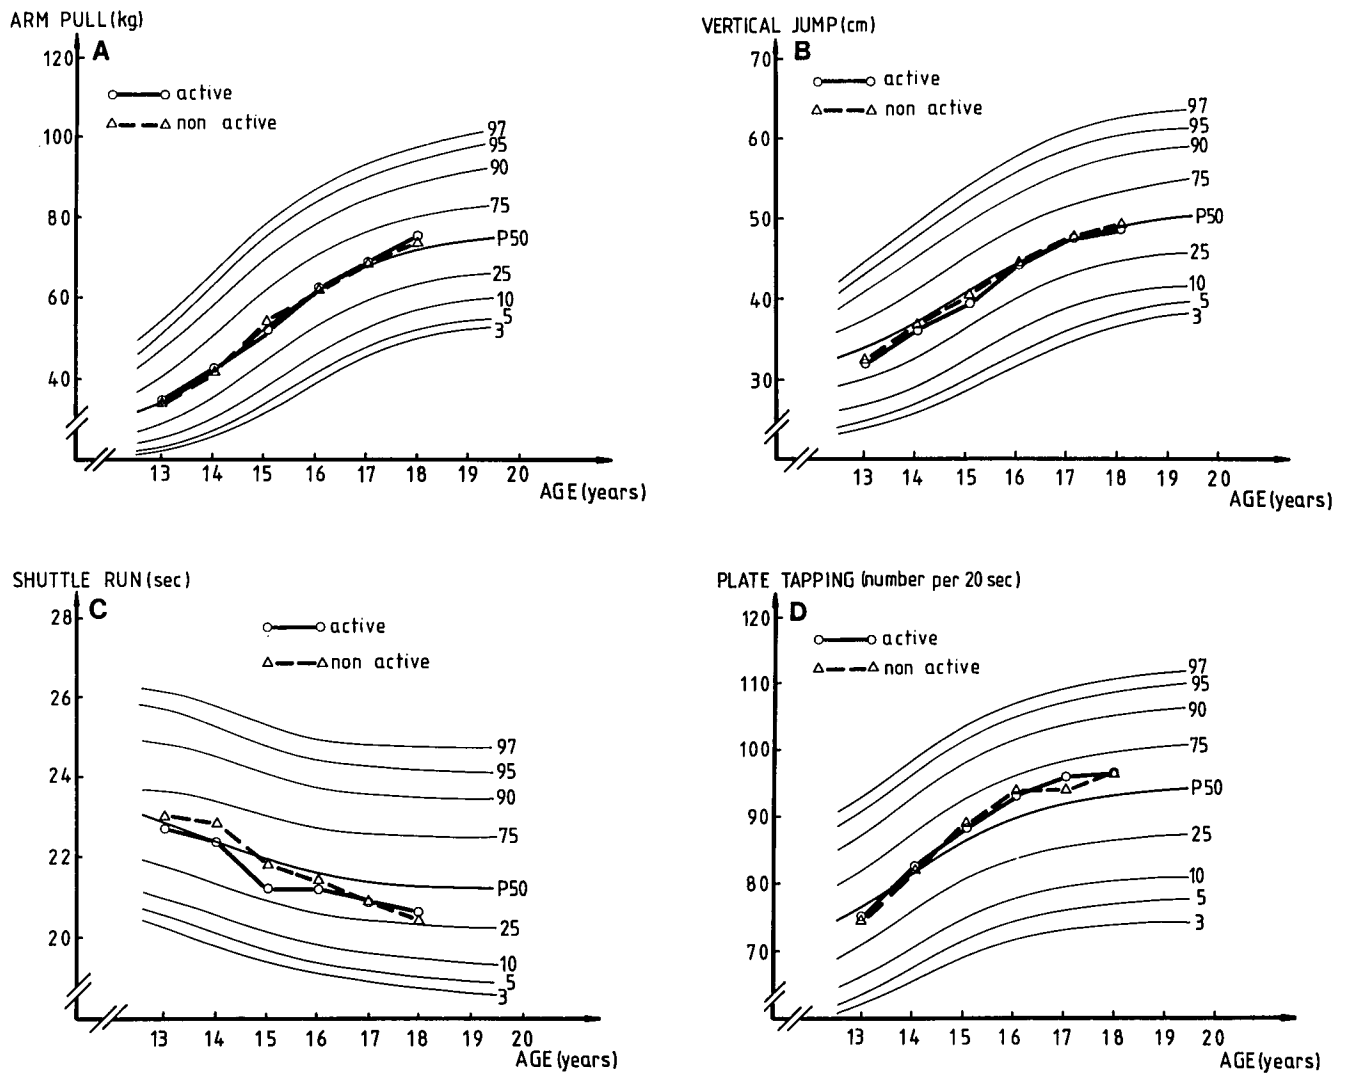 ARM PULL (kg)
A
120
100
80
60
40
active
non active
97
95
90
75
P50
25
10
5
3
13 14 15 16 17 18 19 20
AGE (years)
VERTICAL JUMP (cm)
B
70
60
50
40
30
active
non active
97
95
90
75
P50
25
10
5
3
13 14 15 16 17 18 19 20
AGE (years)
SHUTTLE RUN (sec)
C
28
26
24
22
20
active
non active
97
95
90
75
P50
25
10
5
3
13 14 15 16 17 18 19 20
AGE (years)
PLATE TAPPING (number per 20 sec)
D
120
110
100
90
80
70
active
non active
97
95
90
75
P50
25
10
5
3
13 14 15 16 17 18 19 20
AGE (years)